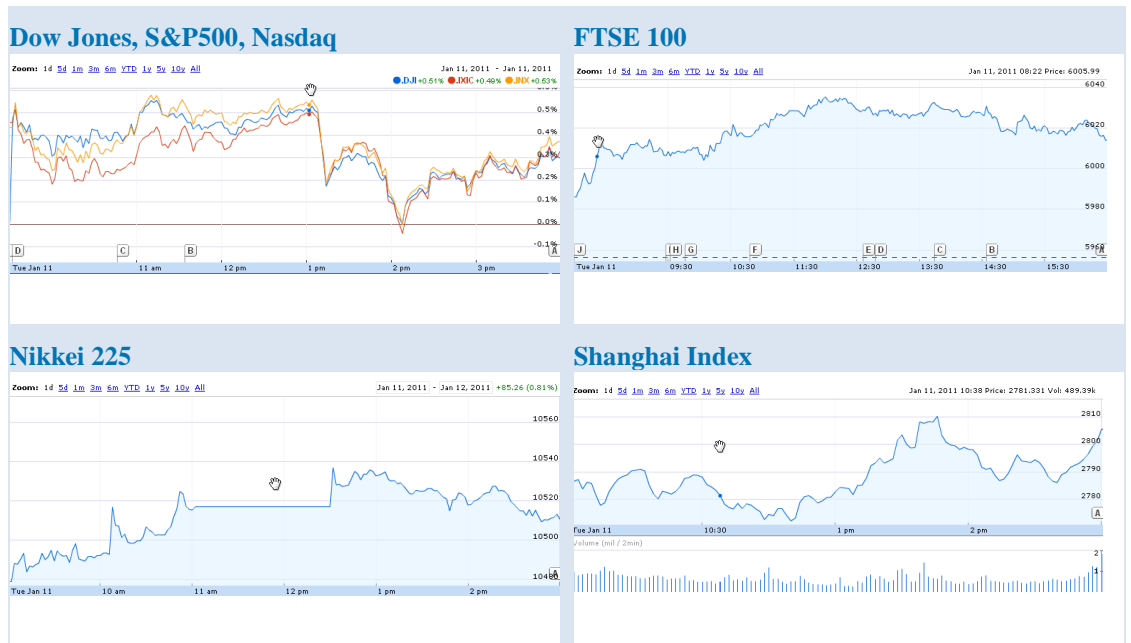 Dow Jones, S&P500, Nasdaq
Zoom: 1d 5d 1m 3m 6m YTD 1y 5y 10y All
Jan 11, 2011 - Jan 11, 2011
.DJI +0.51% .IXIC +0.49% .INX +0.53%
0.5%
0.4%
0.3%
0.2%
0.1%
0.0%
-0.1%
D C B A
Tue Jan 11 11 am 12 pm 1 pm 2 pm 3 pm
FTSE 100
Zoom: 1d 5d 1m 3m 6m YTD 1y 5y 10y All
Jan 11, 2011 08:22 Price: 6005.99
6040
6020
6000
5980
5960
J H G F E D C B A
Tue Jan 11 09:30 10:30 11:30 12:30 13:30 14:30 15:30
Nikkei 225
Zoom: 1d 5d 1m 3m 6m YTD 1y 5y 10y All
Jan 11, 2011 - Jan 12, 2011 +85.26 (0.81%)
10560
10540
10520
10500
A
Tue Jan 11 10 am 11 am 12 pm 1 pm 2 pm
Shanghai Index
Zoom: 1d 5d 1m 3m 6m YTD 1y 5y 10y All
Jan 11, 2011 10:38 Price: 2781.331 Vol: 489.39k
2810
2800
2790
2780
A
Tue Jan 11 10:30 1 pm 2 pm
Volume (mil / 2min)
2
1